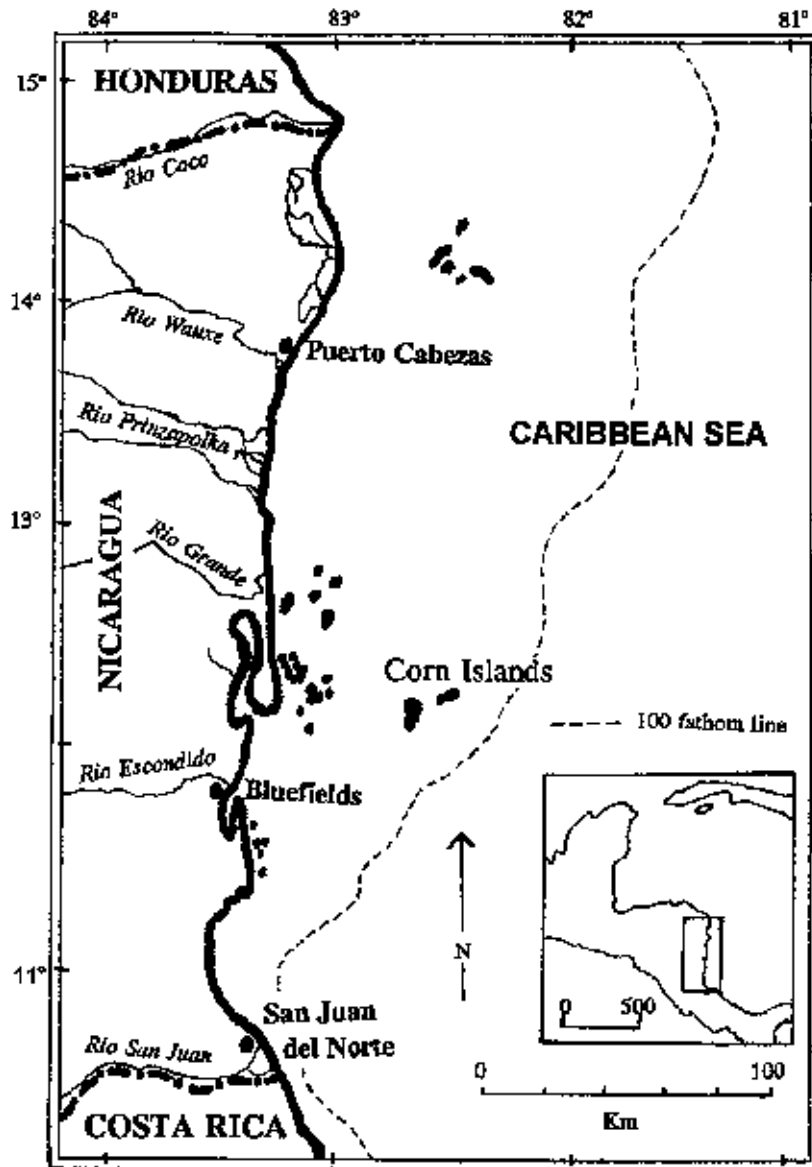 84° 83° 82° 81°
15°
HONDURAS
Rio Coco
14°
Rio Wauxe
Puerto Cabezas
Rio Prinzapolka
CARIBBEAN SEA
13°
NICARAGUA
Rio Grande
Corn Islands
100 fathom line
Rio Escondido
Bluefields
N
0 500
11°
San Juan
del Norte
Rio San Juan
0 100
Km
COSTA RICA